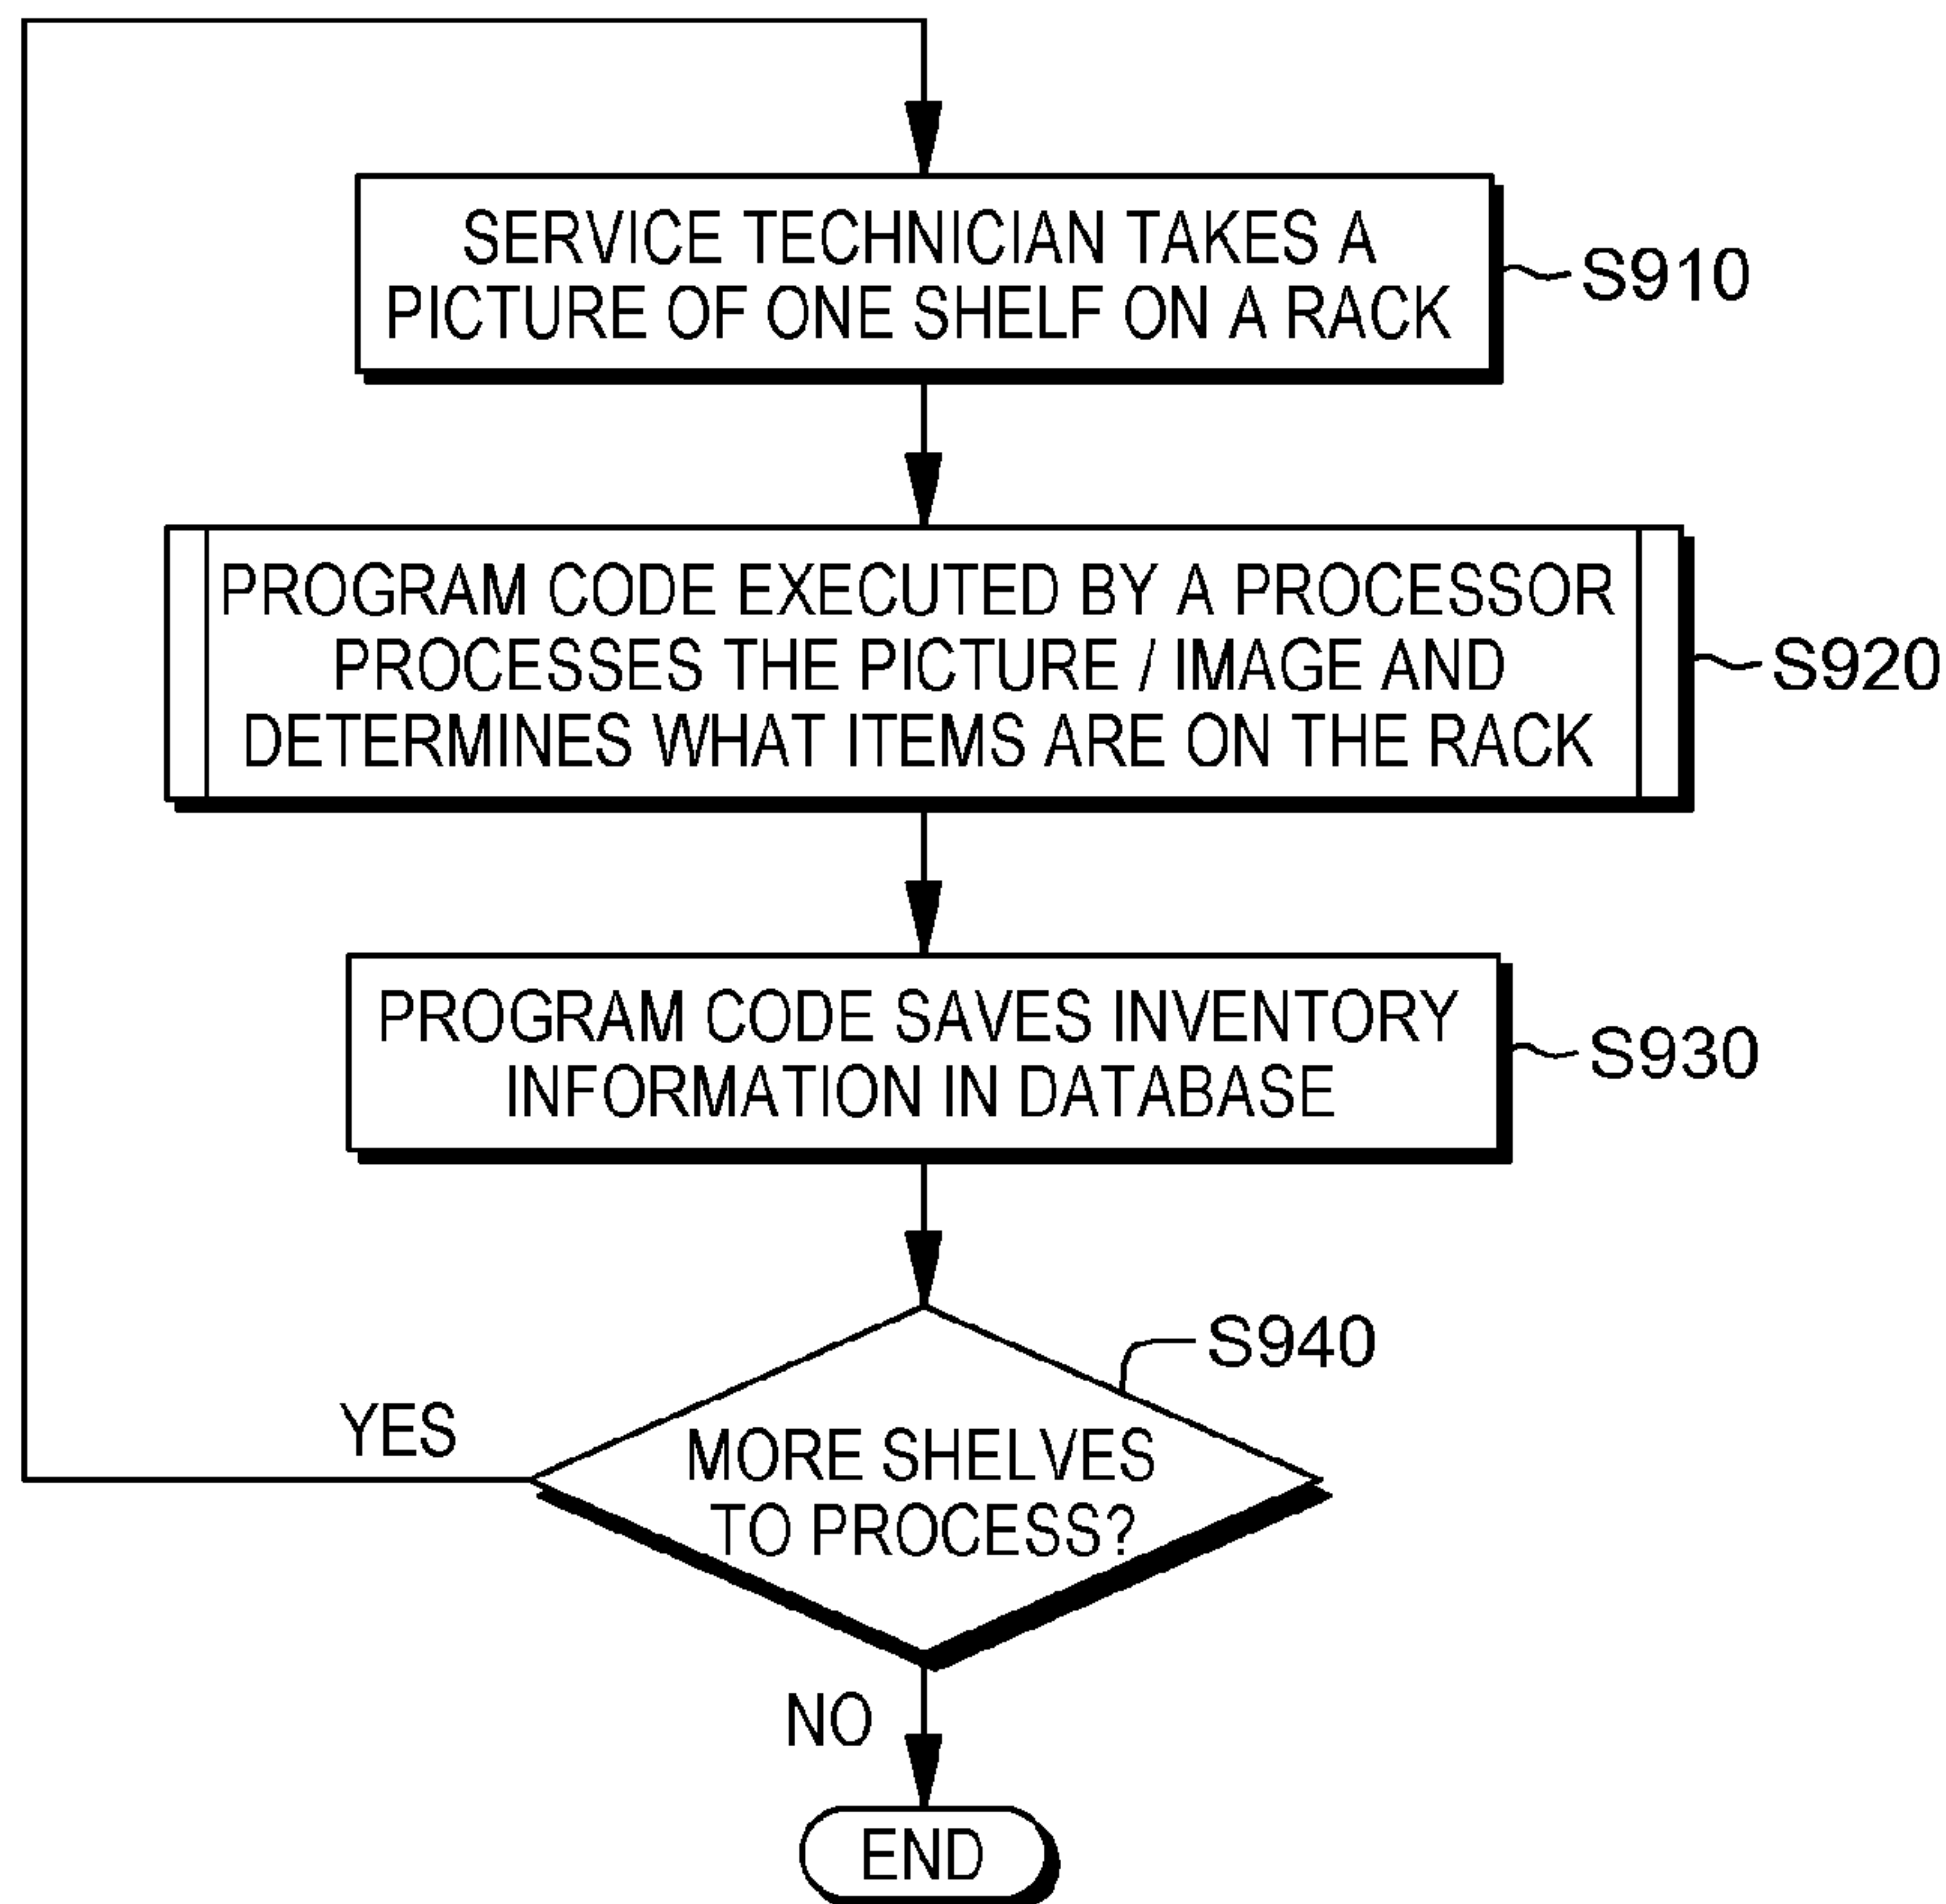 SERVICE TECHNICIAN TAKES A
PICTURE OF ONE SHELF ON A RACK
S910
PROGRAM CODE EXECUTED BY A PROCESSOR
PROCESSES THE PICTURE / IMAGE AND
DETERMINES WHAT ITEMS ARE ON THE RACK
S920
PROGRAM CODE SAVES INVENTORY
INFORMATION IN DATABASE
S930
S940
YES
MORE SHELVES
TO PROCESS?
NO
END